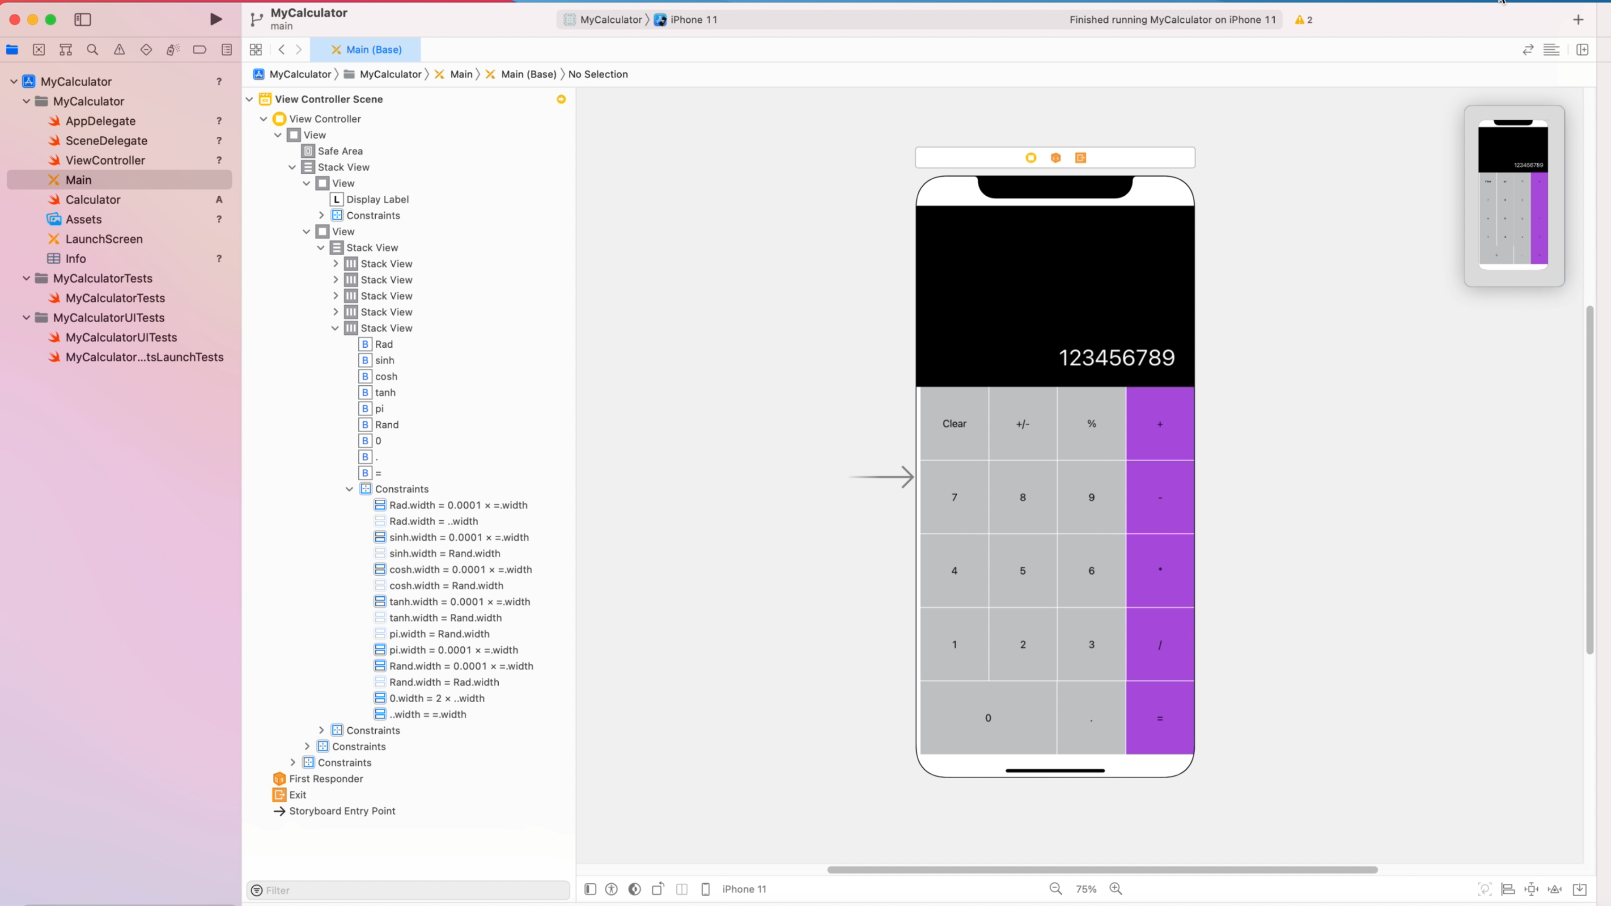 MyCalculator
main
MyCalculator
iPhone 11
Finished running MyCalculator on iPhone 11
2
Main (Base)
MyCalculator
MyCalculator
Main
Main (Base)
No Selection
MyCalculator ?
MyCalculator
AppDelegate ?
SceneDelegate ?
ViewController ?
Main
Calculator A
Assets ?
LaunchScreen
Info ?
MyCalculatorTests
MyCalculatorTests
MyCalculatorUITests
MyCalculatorUITests
MyCalculator...tsLaunchTests
View Controller Scene
View Controller
View
Safe Area
Stack View
View
L Display Label
Constraints
View
Stack View
Stack View
Stack View
Stack View
Stack View
Stack View
B Rad
B sinh
B cosh
B tanh
B pi
B Rand
B 0
B .
B =
Constraints
Rad.width = 0.0001 × =.width
Rad.width = ..width
sinh.width = 0.0001 × =.width
sinh.width = Rand.width
cosh.width = 0.0001 × =.width
cosh.width = Rand.width
tanh.width = 0.0001 × =.width
tanh.width = Rand.width
pi.width = Rand.width
pi.width = 0.0001 × =.width
Rand.width = 0.0001 × =.width
Rand.width = Rad.width
0.width = 2 × ..width
..width = =.width
Constraints
Constraints
Constraints
First Responder
Exit
Storyboard Entry Point
Filter
123456789
Clear +/- % +
7 8 9 -
4 5 6 *
1 2 3 /
0 . =
123456789
Clear
iPhone 11
75%